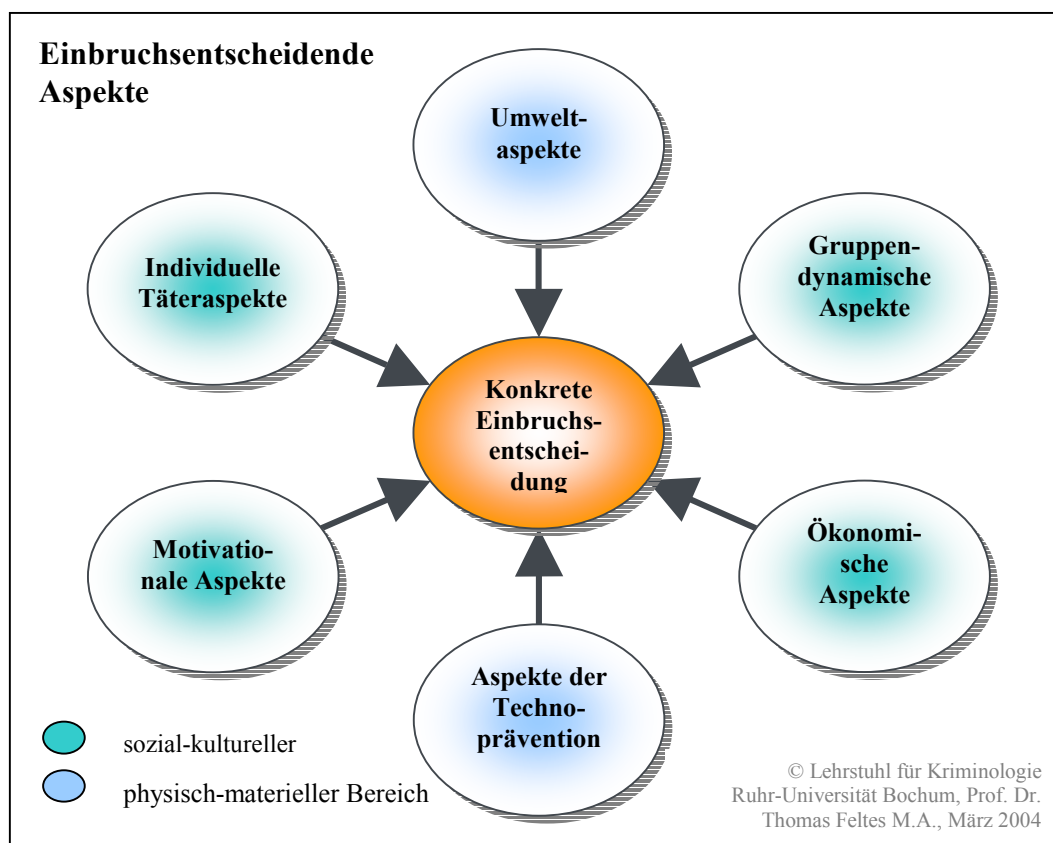 Einbruchsentscheidende
Aspekte
Umwelt-
aspekte
Individuelle
Täteraspekte
Gruppen-
dynamische
Aspekte
Konkrete
Einbruchs-
entschei-
dung
Motivatio-
nale Aspekte
Ökonomi-
sche
Aspekte
Aspekte der
Techno-
prävention
sozial-kultureller
physisch-materieller Bereich
© Lehrstuhl für Kriminologie
Ruhr-Universität Bochum, Prof. Dr.
Thomas Feltes M.A., März 2004